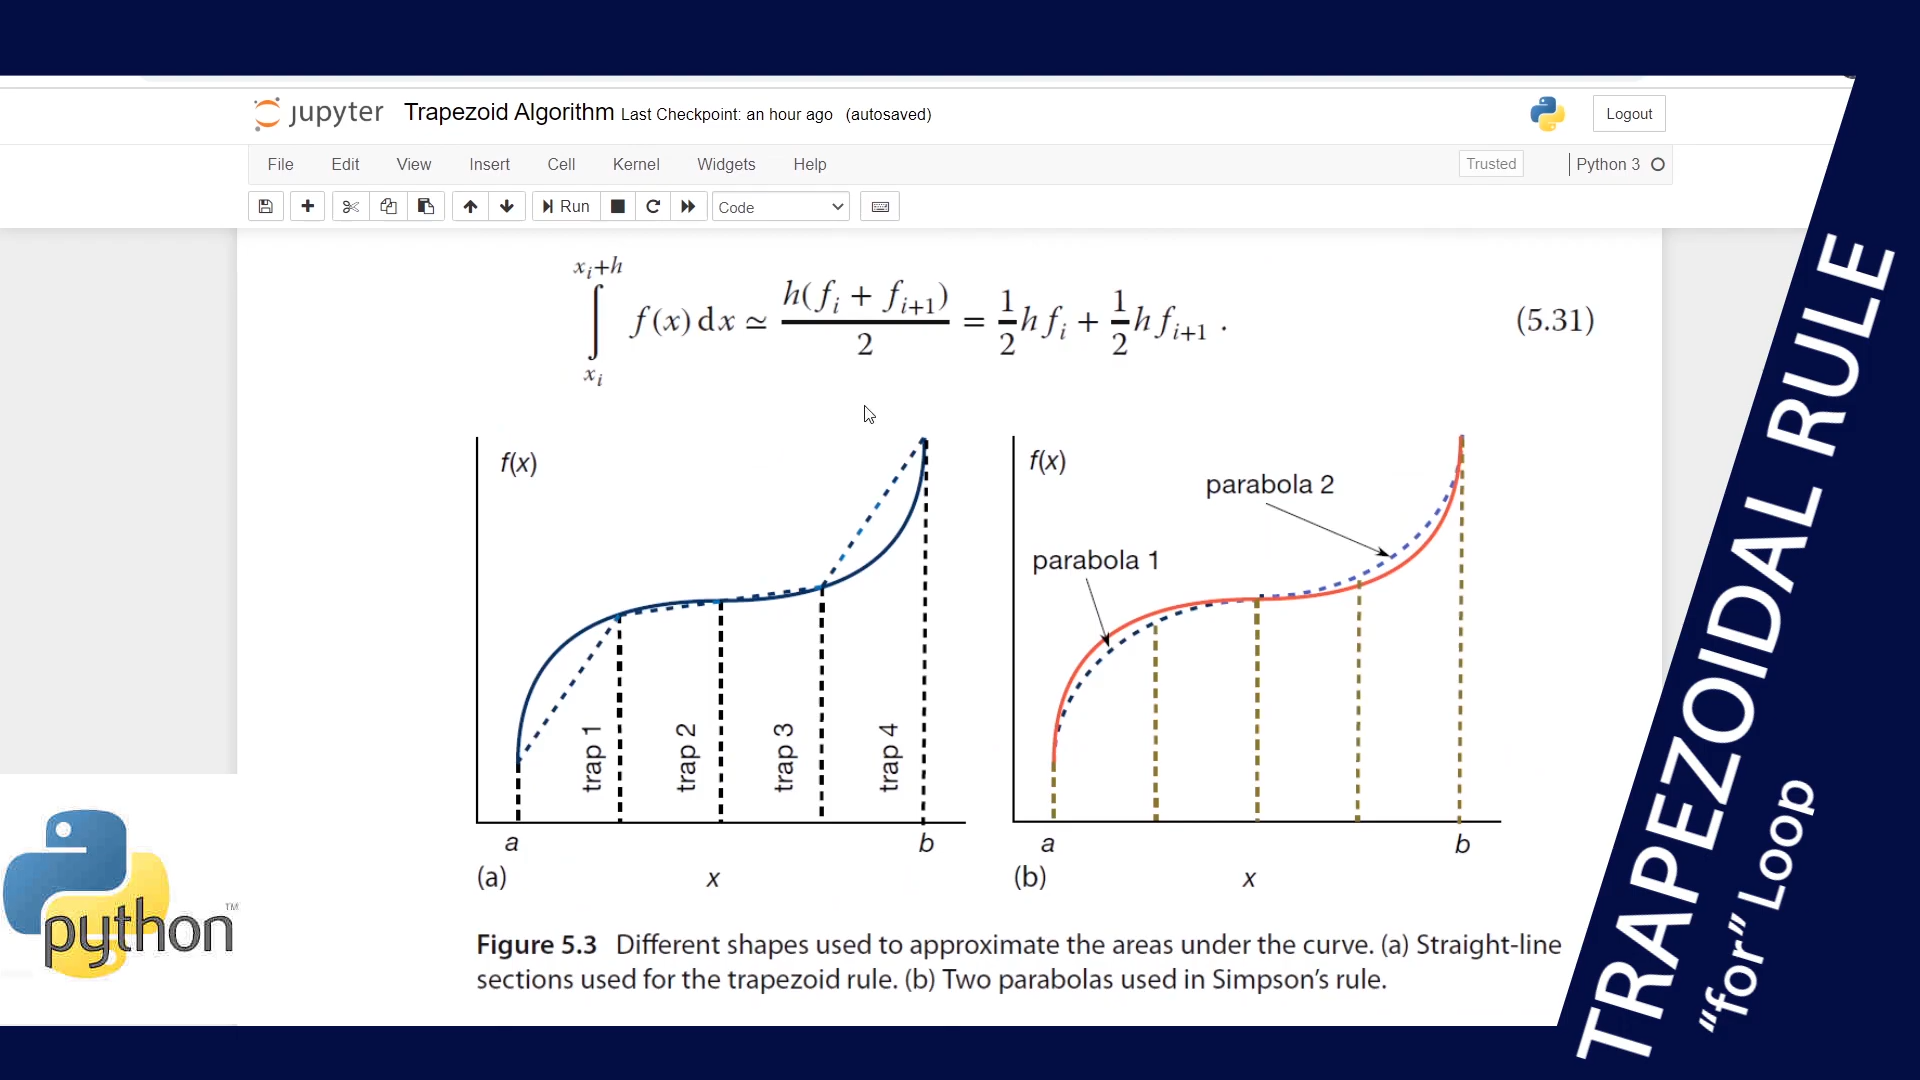 jupyter Trapezoid Algorithm Last Checkpoint: an hour ago (autosaved)
Logout
File Edit View Insert Cell Kernel Widgets Help
Trusted
Python 3
Run
Code
∫_{x_i}^{x_i+h} f(x) dx ≃ h(f_i + f_{i+1}) / 2 = 1/2 h f_i + 1/2 h f_{i+1} . (5.31)
f(x)
trap 1
trap 2
trap 3
trap 4
a
b
(a)
x
f(x)
parabola 2
parabola 1
a
b
(b)
x
Figure 5.3 Different shapes used to approximate the areas under the curve. (a) Straight-line
sections used for the trapezoid rule. (b) Two parabolas used in Simpson's rule.
python™
TRAPEZOIDAL RULE
“for” Loop